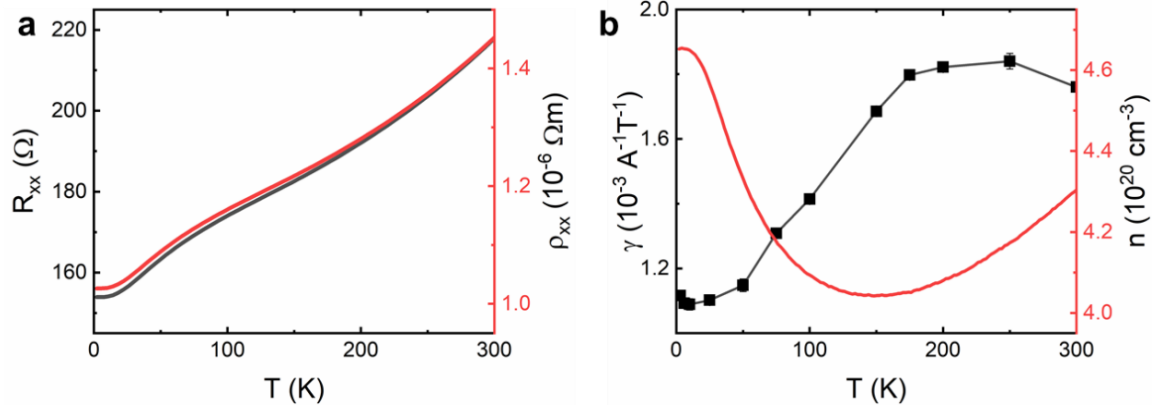 a
220
200
180
160
R_xx (Ω)
1.4
1.2
1.0
ρ_xx (10⁻⁶ Ωm)
0 100 200 300
T (K)
b
2.0
1.6
1.2
γ (10⁻³ A⁻¹T⁻¹)
4.6
4.4
4.2
4.0
n (10²⁰ cm⁻³)
0 100 200 300
T (K)